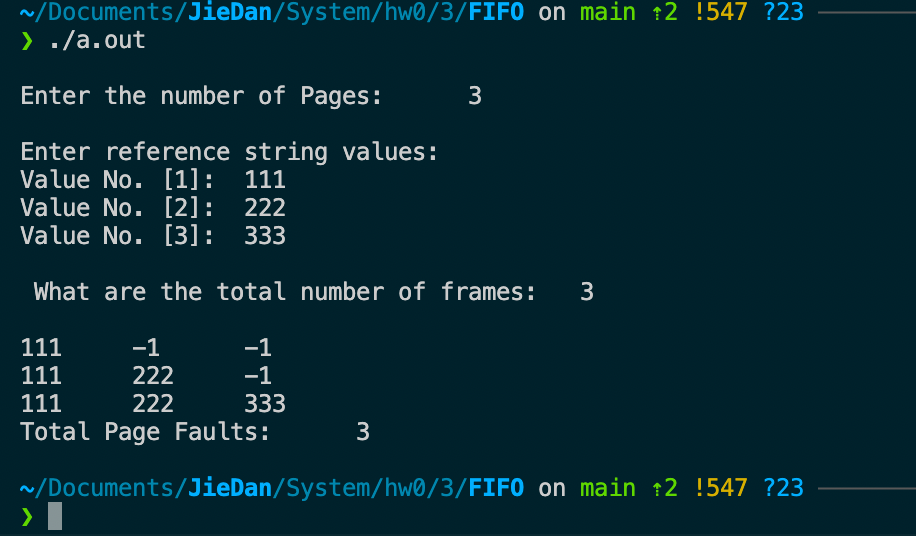 ~/Documents/JieDan/System/hw0/3/FIFO on main ⇡2 !547 ?23
❯ ./a.out
Enter the number of Pages: 3
Enter reference string values:
Value No. [1]: 111
Value No. [2]: 222
Value No. [3]: 333
What are the total number of frames: 3
111 -1 -1
111 222 -1
111 222 333
Total Page Faults: 3
~/Documents/JieDan/System/hw0/3/FIFO on main ⇡2 !547 ?23
❯